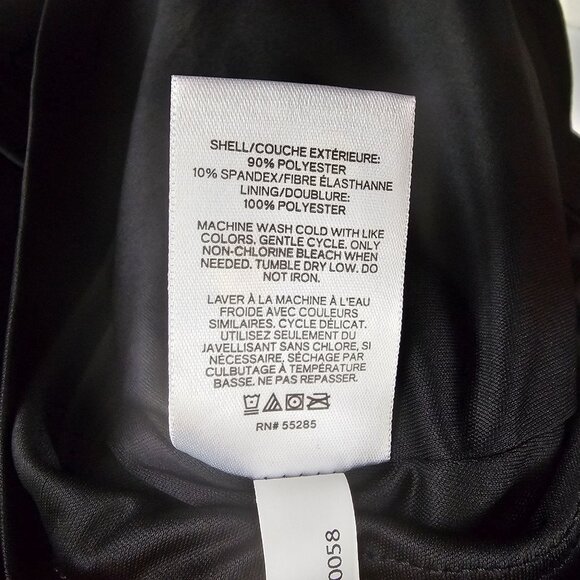 SHELL/COUCHE EXTÉRIEURE:
90% POLYESTER
10% SPANDEX/FIBRE ÉLASTHANNE
LINING/DOUBLURE:
100% POLYESTER
MACHINE WASH COLD WITH LIKE
COLORS. GENTLE CYCLE. ONLY
NON-CHLORINE BLEACH WHEN
NEEDED. TUMBLE DRY LOW. DO
NOT IRON.
LAVER À LA MACHINE À L'EAU
FROIDE AVEC COULEURS
SIMILAIRES. CYCLE DÉLICAT.
UTILISEZ SEULEMENT DU
JAVELLISANT SANS CHLORE, SI
NÉCESSAIRE. SÉCHAGE PAR
CULBUTAGE À TEMPÉRATURE
BASSE. NE PAS REPASSER.
RN# 55285
0058